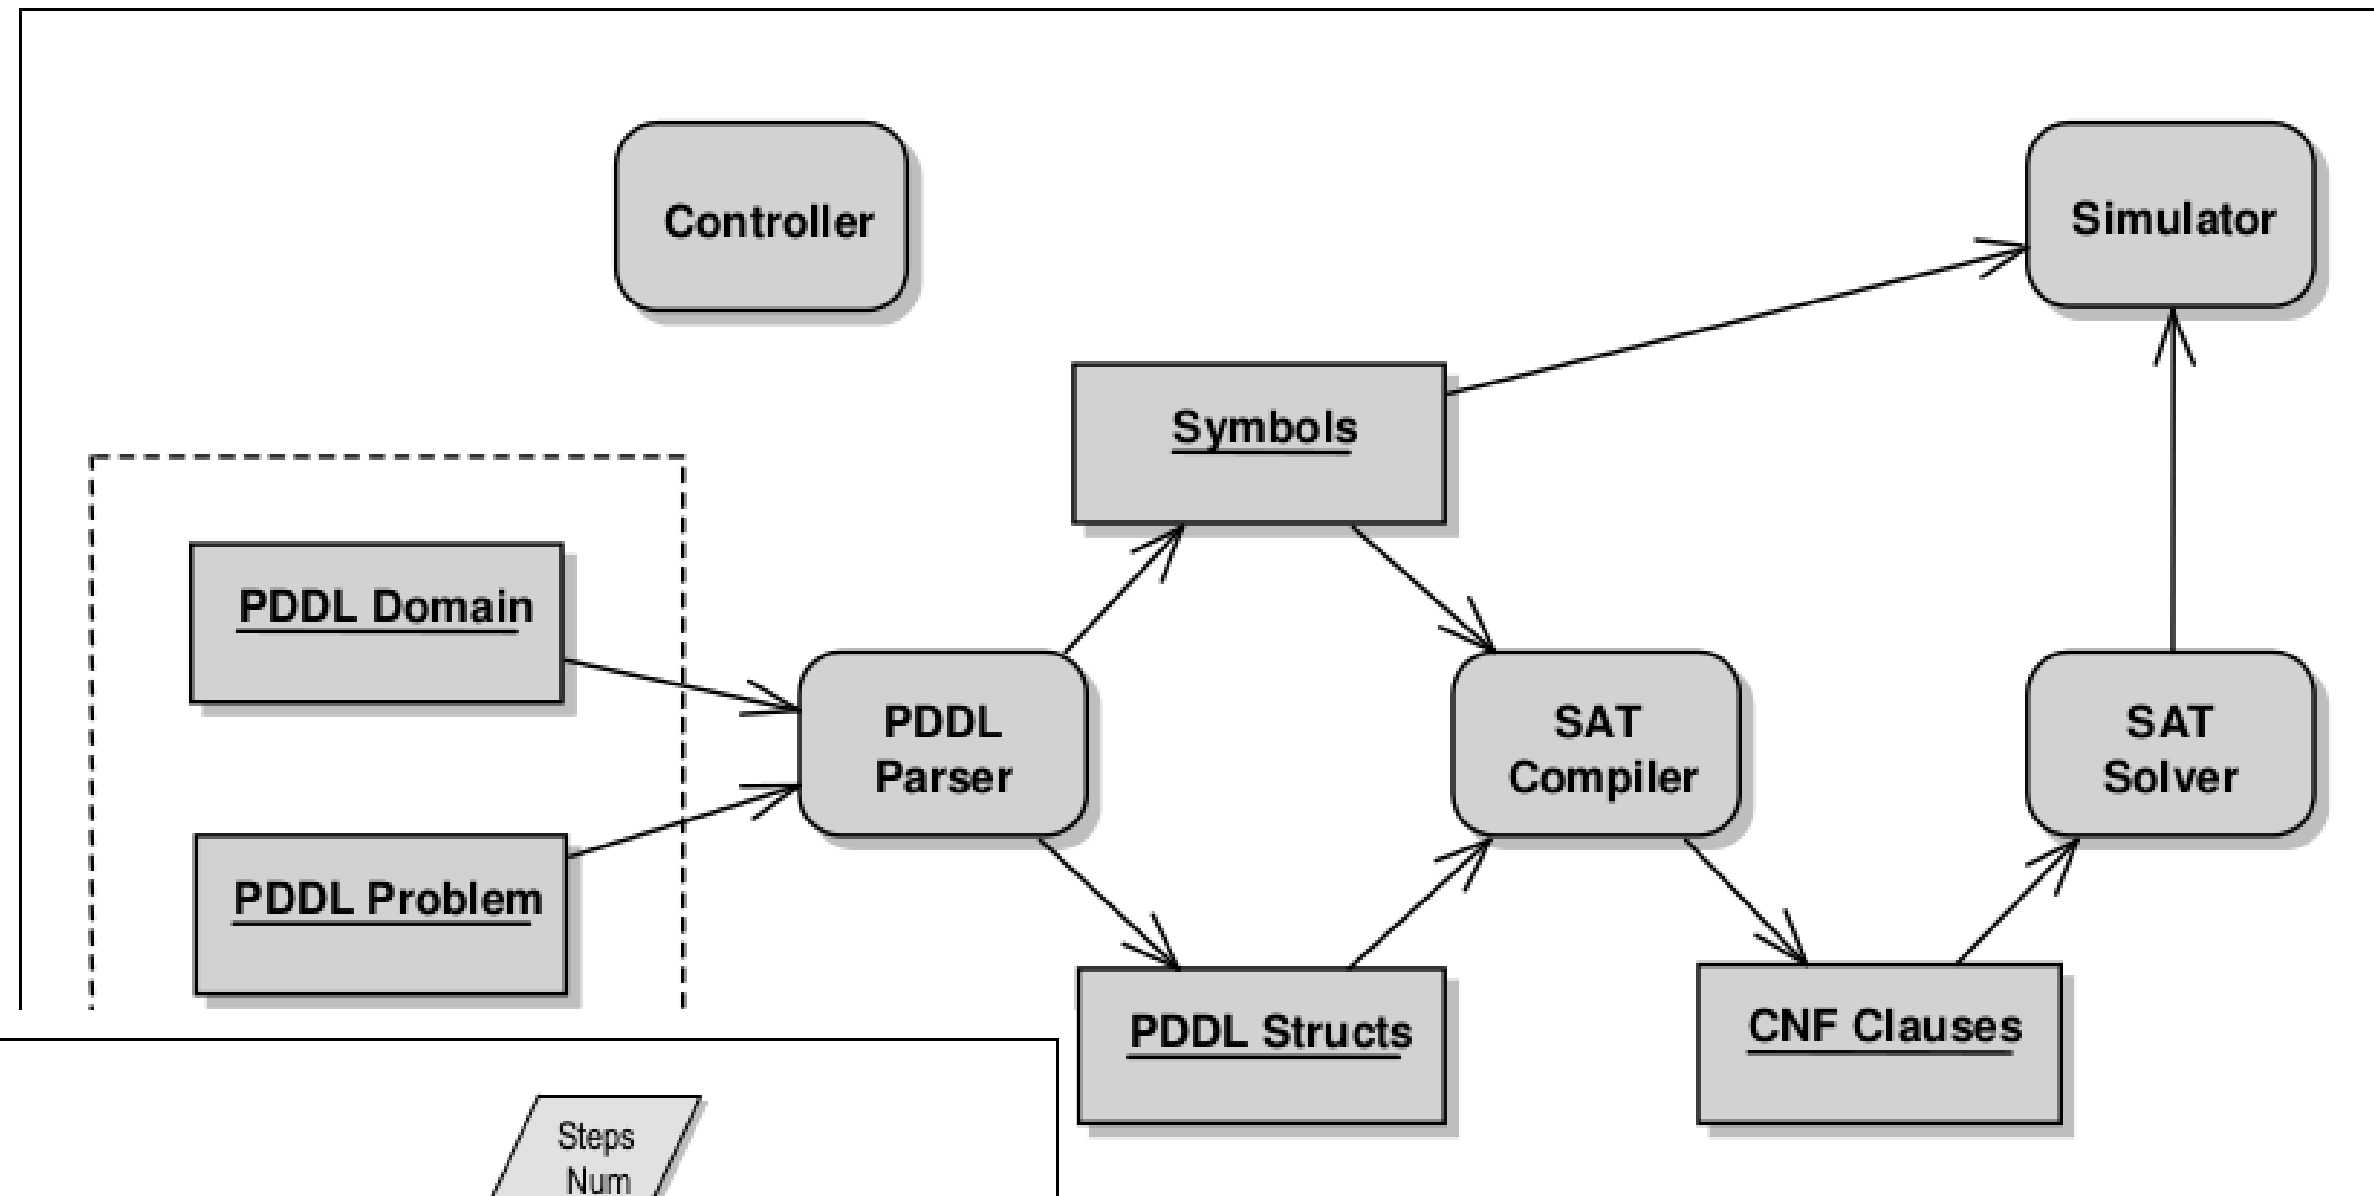 Controller
Simulator
Symbols
PDDL Domain
PDDL
Parser
SAT
Compiler
SAT
Solver
PDDL Problem
PDDL Structs
CNF Clauses
Steps
Num